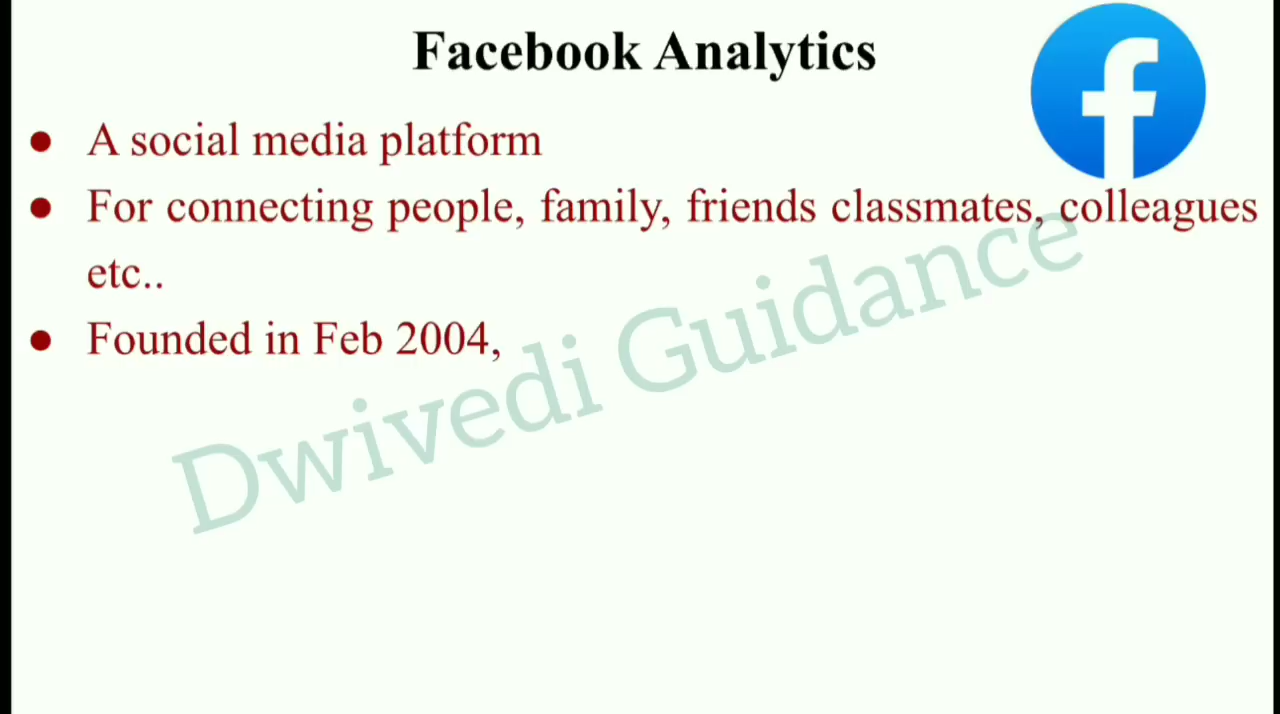 Facebook Analytics
● A social media platform
● For connecting people, family, friends classmates, colleagues
etc..
● Founded in Feb 2004,
Dwivedi Guidance